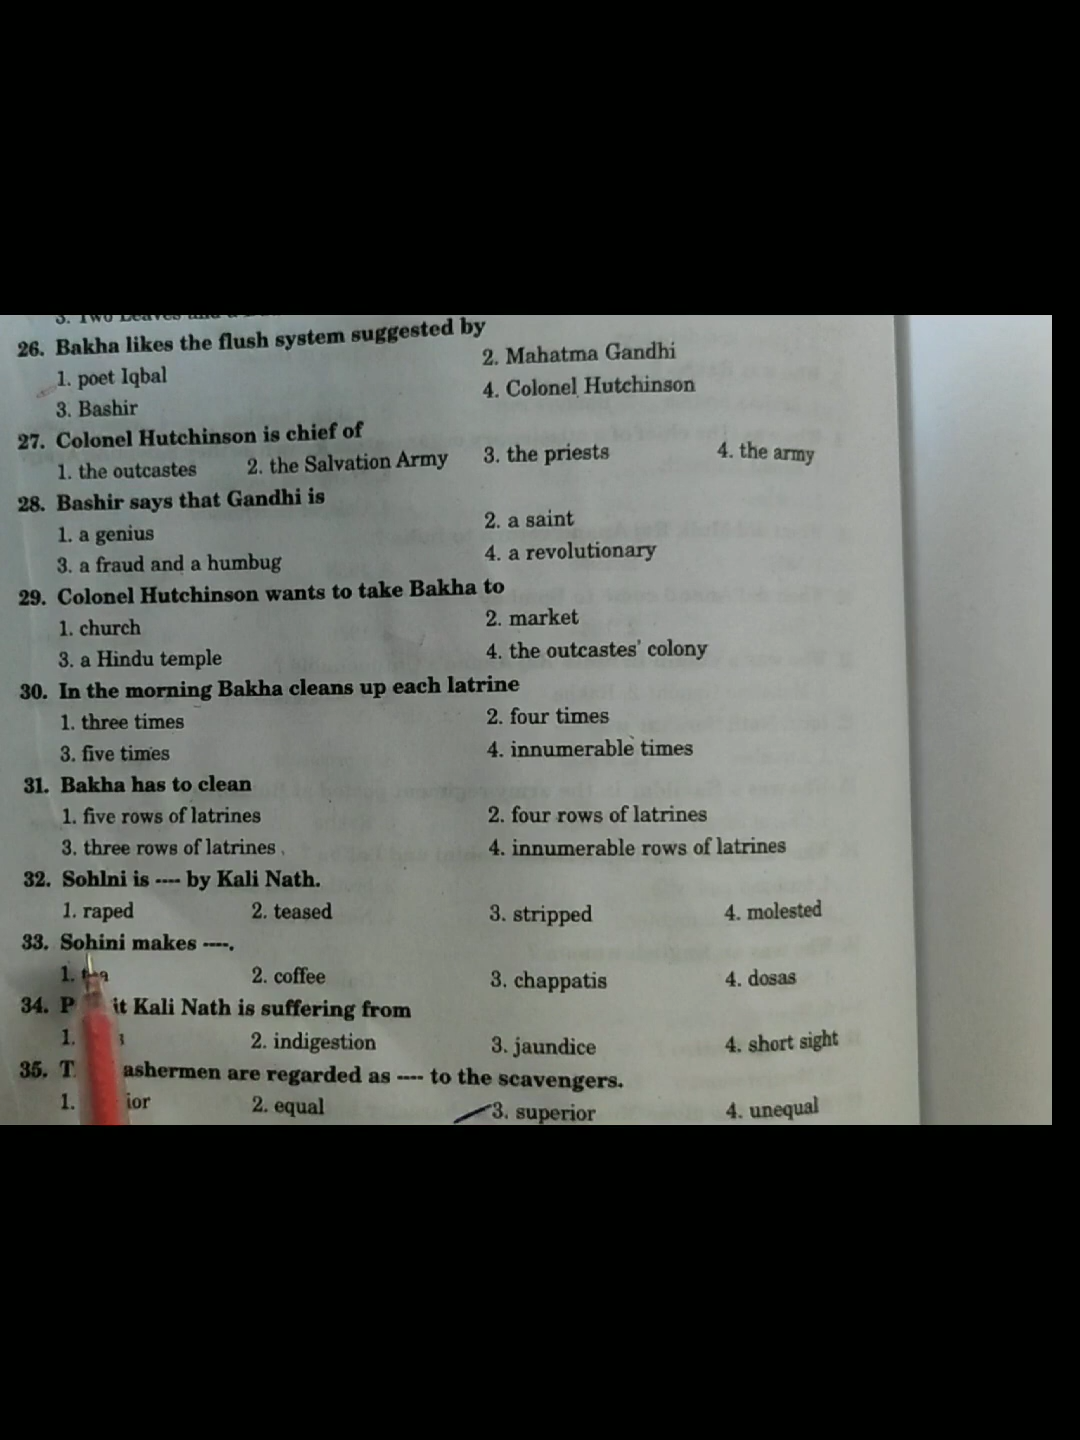 26. Bakha likes the flush system suggested by
1. poet Iqbal 2. Mahatma Gandhi
3. Bashir 4. Colonel Hutchinson
27. Colonel Hutchinson is chief of
1. the outcastes 2. the Salvation Army 3. the priests 4. the army
28. Bashir says that Gandhi is
1. a genius 2. a saint
3. a fraud and a humbug 4. a revolutionary
29. Colonel Hutchinson wants to take Bakha to
1. church 2. market
3. a Hindu temple 4. the outcastes' colony
30. In the morning Bakha cleans up each latrine
1. three times 2. four times
3. five times 4. innumerable times
31. Bakha has to clean
1. five rows of latrines 2. four rows of latrines
3. three rows of latrines 4. innumerable rows of latrines
32. Sohlni is ---- by Kali Nath.
1. raped 2. teased 3. stripped 4. molested
33. Sohini makes ----.
1. 2. coffee 3. chappatis 4. dosas
34. Kali Nath is suffering from
1. 2. indigestion 3. jaundice 4. short sight
35. are regarded as ---- to the scavengers.
1. 2. equal 3. superior 4. unequal